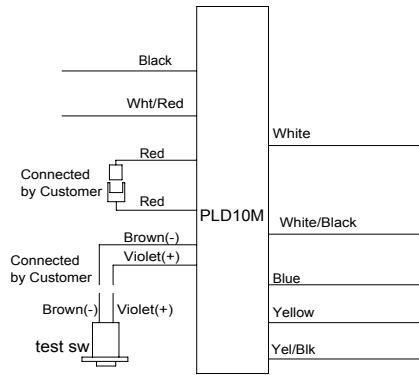 Black
Wht/Red
White
Red
Connected
by Customer
Red
PLD10M
White/Black
Brown(-)
Violet(+)
Connected
by Customer
Blue
Brown(-) Violet(+)
Yellow
test sw
Yel/Blk